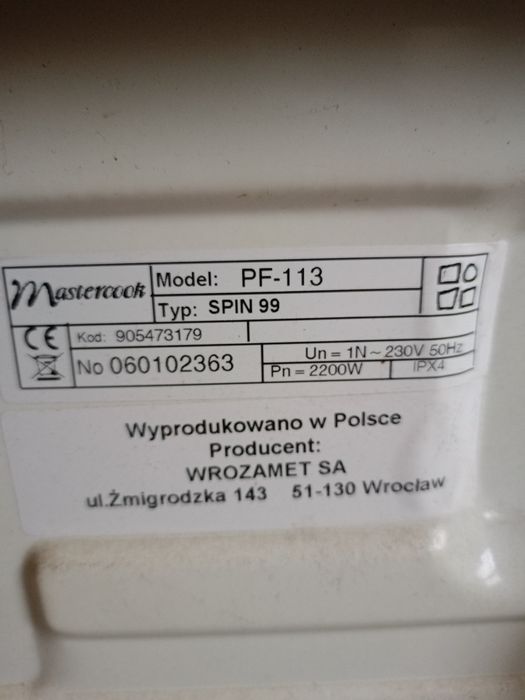 Mastercook
Model: PF-113
Typ: SPIN 99
CE
Kod: 905473179
No 060102363
Un = 1N ~ 230V 50Hz
Pn = 2200W
IPX4
Wyprodukowano w Polsce
Producent:
WROZAMET SA
ul.Żmigrodzka 143 51-130 Wrocław